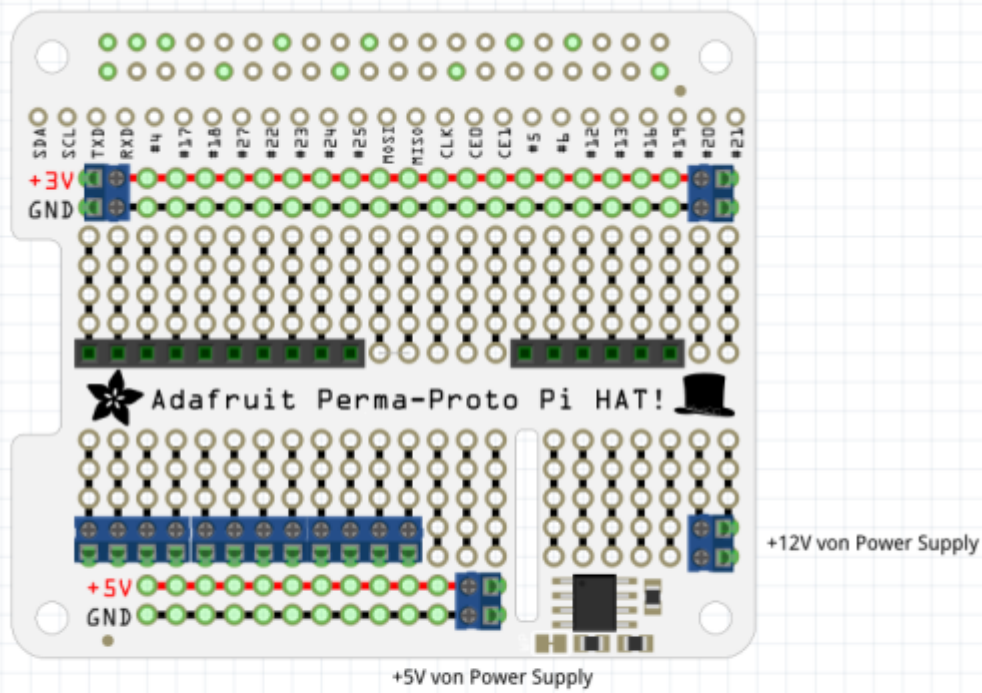 SDA SCL TXD RXD #4 #17 #18 #27 #22 #23 #24 #25 MOSI MISO CLK CE0 CE1 #5 #6 #12 #13 #16 #19 #20 #21
+3V
GND
Adafruit Perma-Proto Pi HAT!
+12V von Power Supply
+5V
GND
+5V von Power Supply